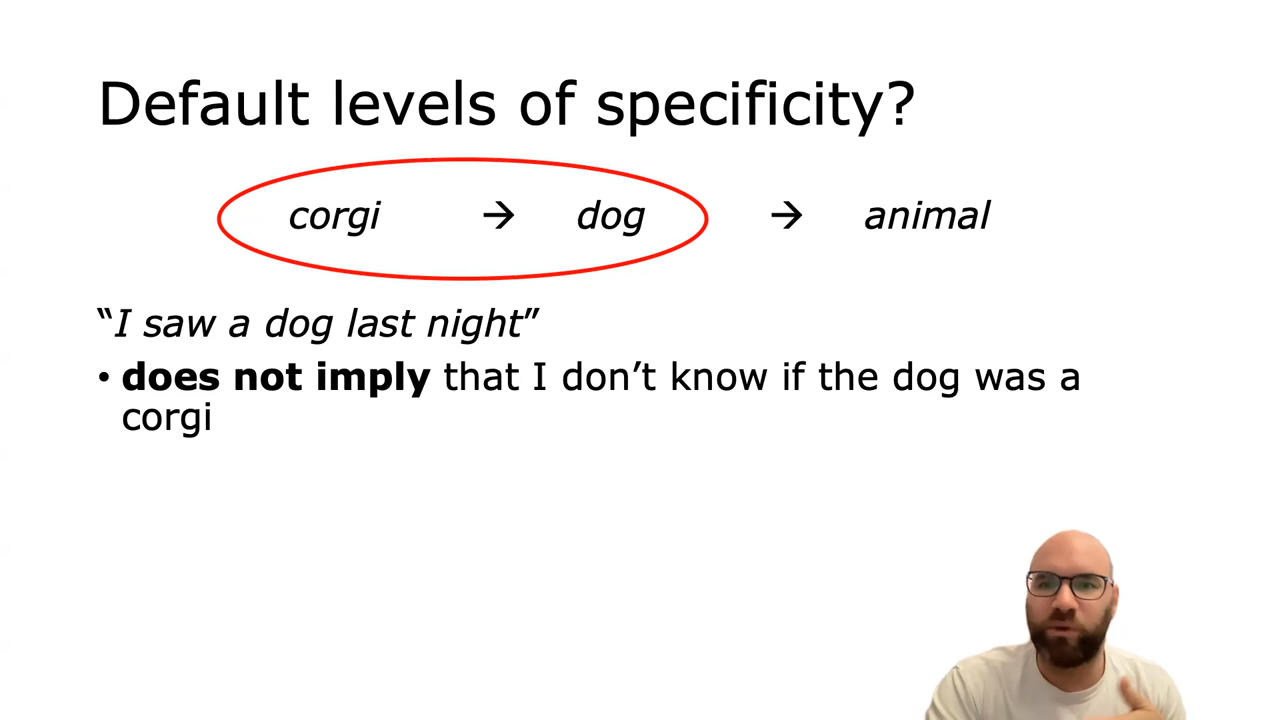 Default levels of specificity?
corgi → dog → animal
“I saw a dog last night”
• does not imply that I don’t know if the dog was a
corgi